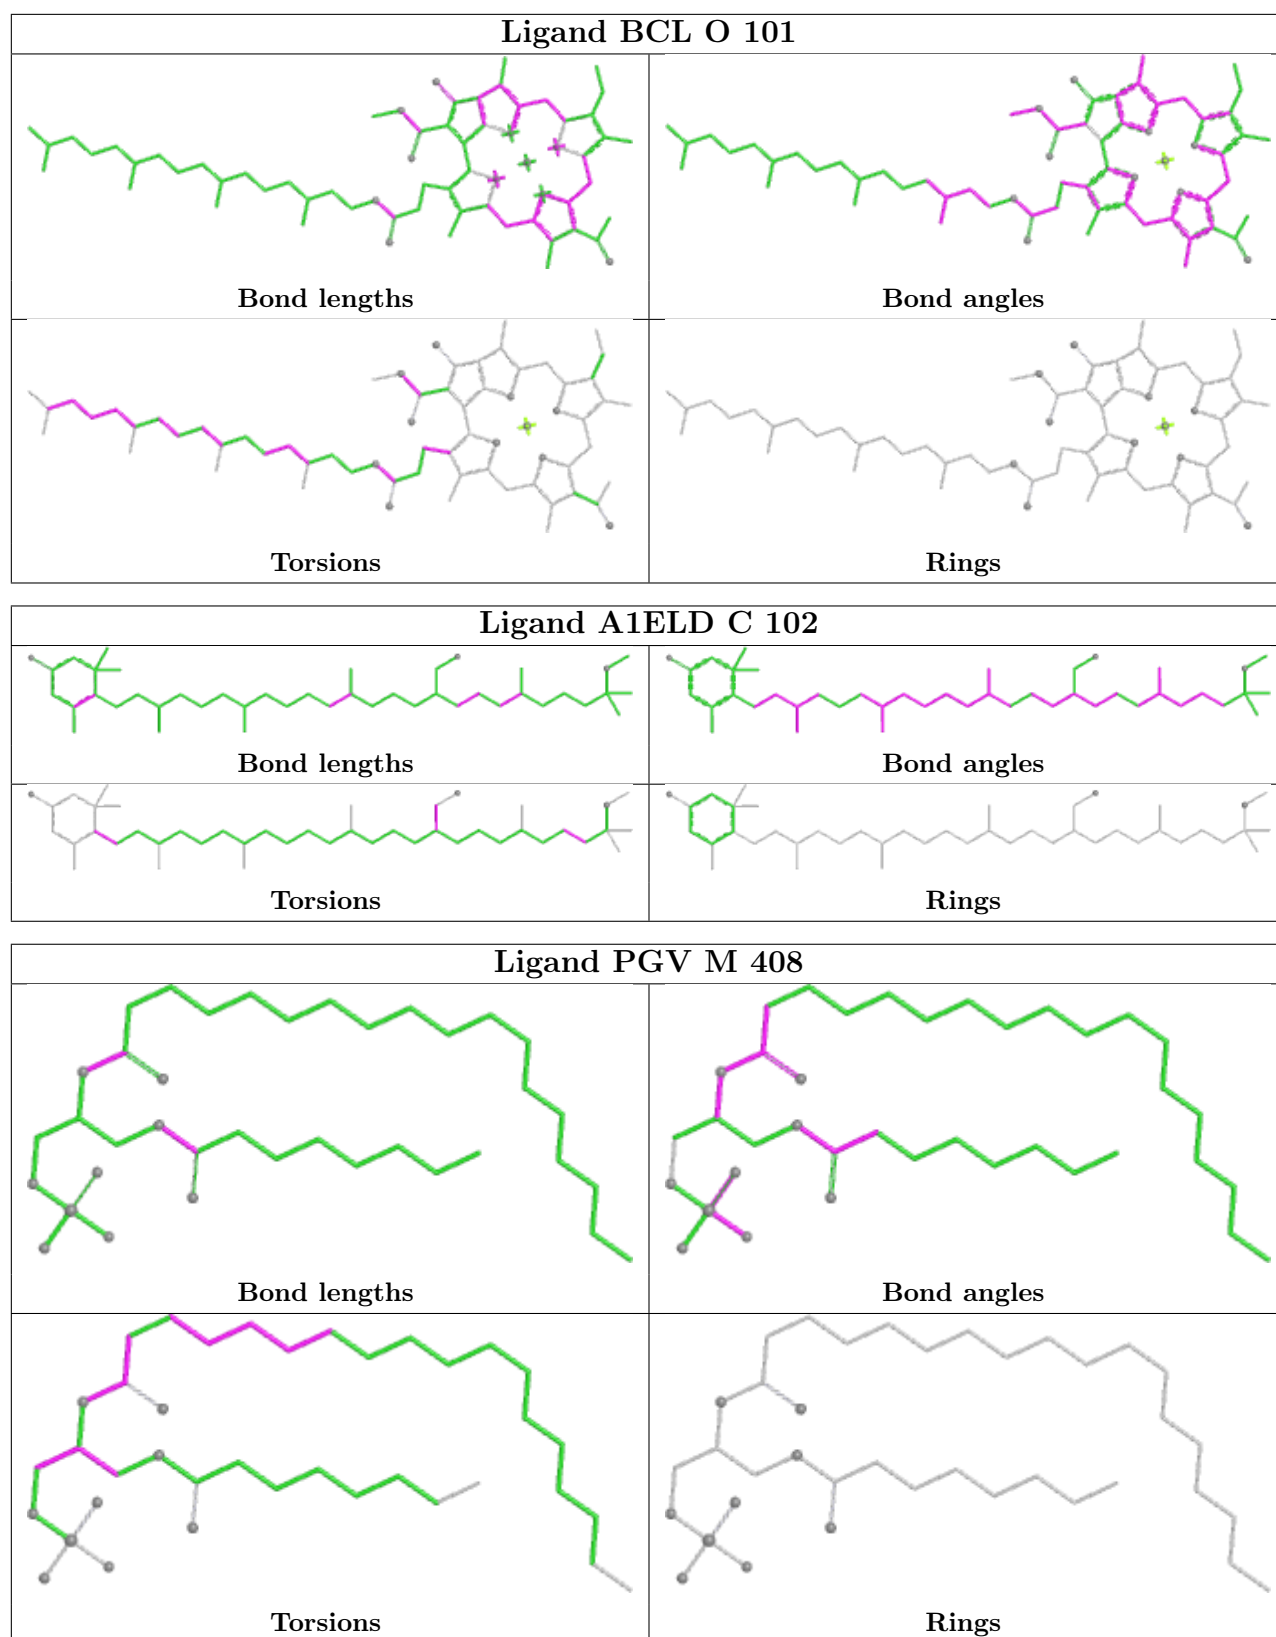 Ligand BCL O 101
Bond lengths
Bond angles
Torsions
Rings
Ligand A1ELD C 102
Bond lengths
Bond angles
Torsions
Rings
Ligand PGV M 408
Bond lengths
Bond angles
Torsions
Rings